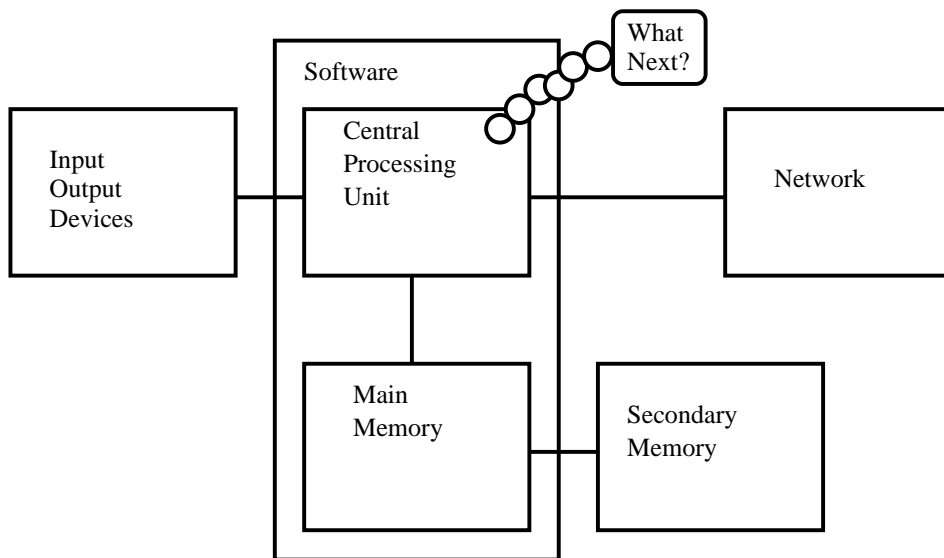 What
Next?
Software
Input
Output
Devices
Central
Processing
Unit
Network
Main
Memory
Secondary
Memory